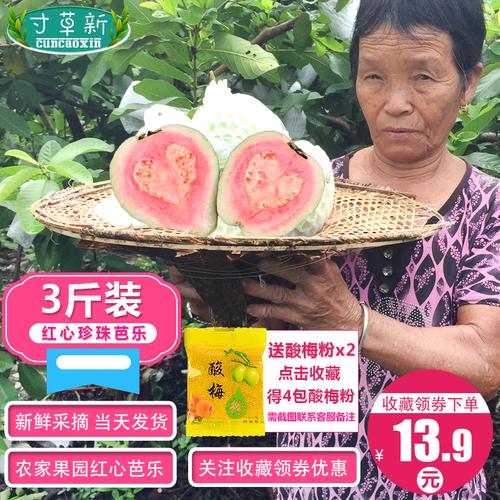 寸草新
cuncaoxin
3斤装
红心珍珠芭乐
新鲜采摘 当天发货
农家果园红心芭乐
酸梅
粉
送酸梅粉x2
点击收藏
得4包酸梅粉
需截图联系客服备注
关注收藏领券优惠
收藏领券下单
¥13.9元